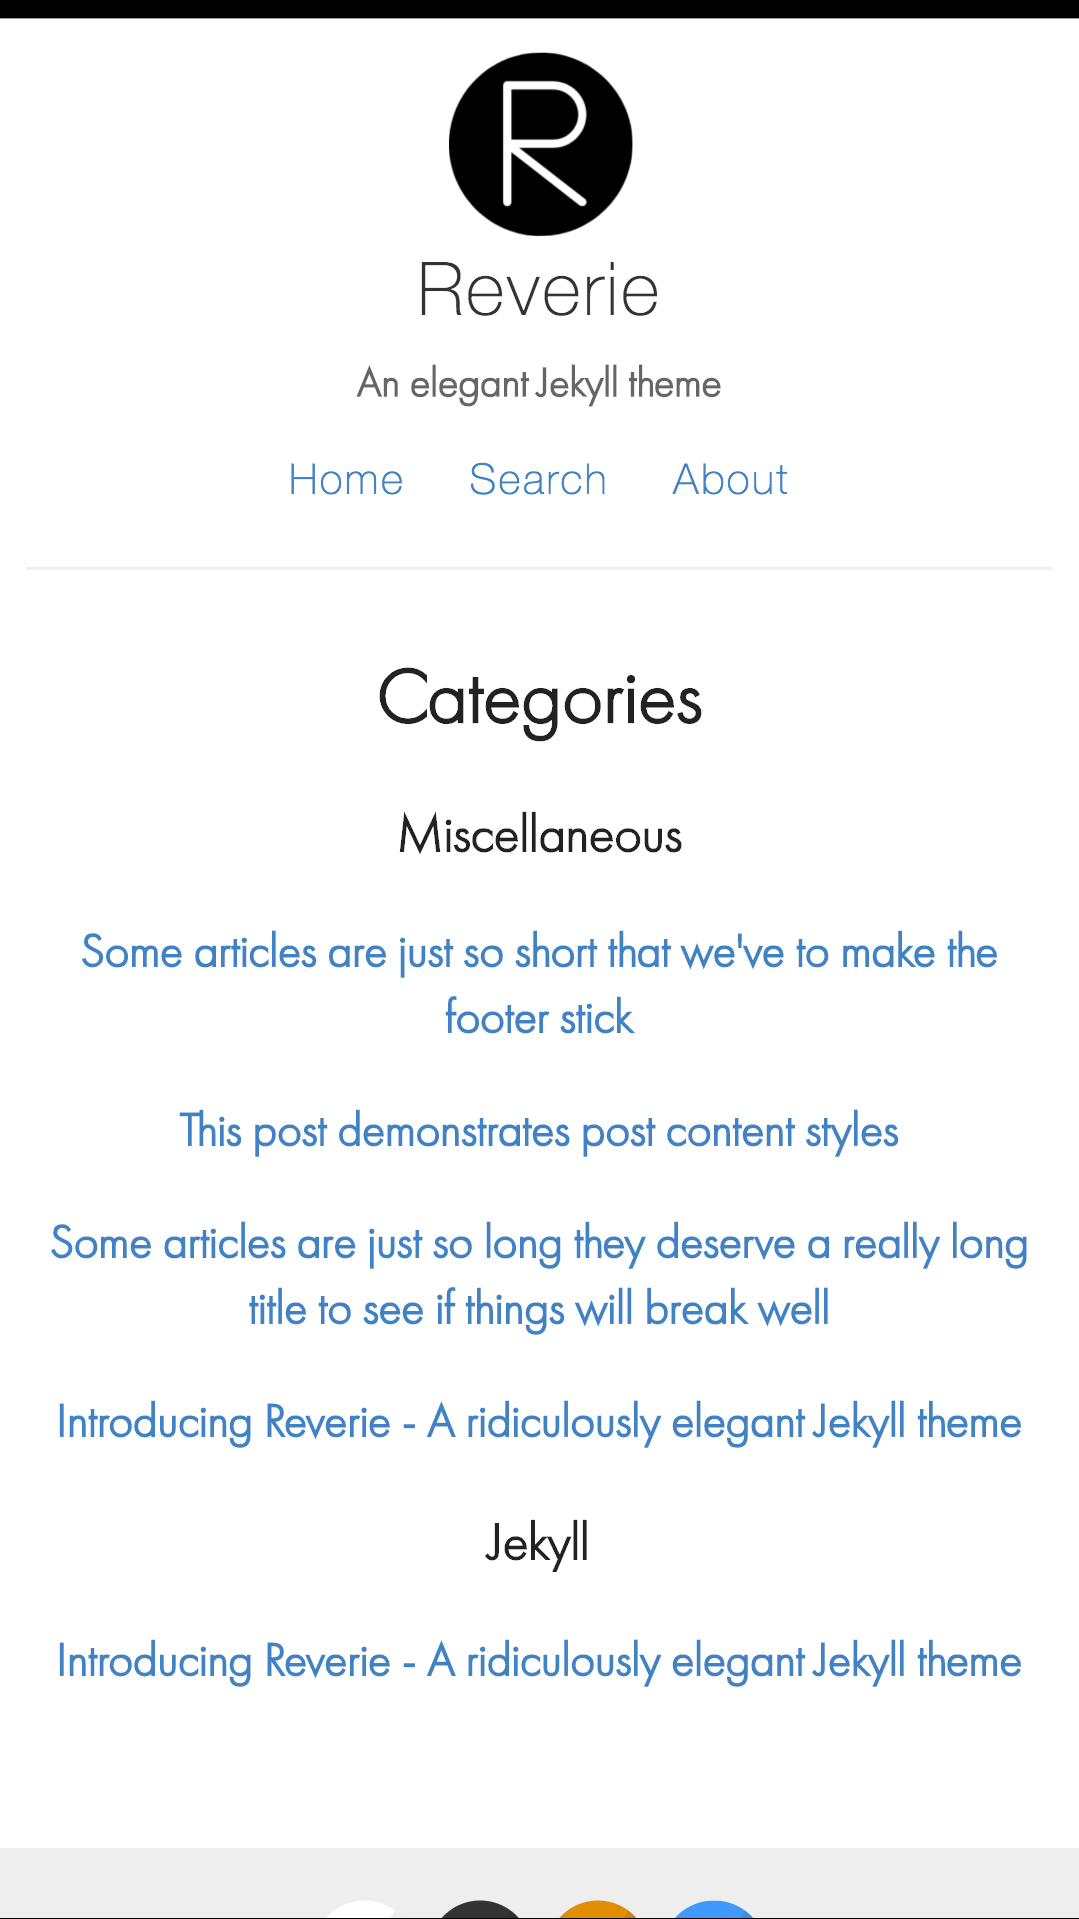 R
Reverie
An elegant Jekyll theme
Home Search About
Categories
Miscellaneous
Some articles are just so short that we've to make the
footer stick
This post demonstrates post content styles
Some articles are just so long they deserve a really long
title to see if things will break well
Introducing Reverie - A ridiculously elegant Jekyll theme
Jekyll
Introducing Reverie - A ridiculously elegant Jekyll theme